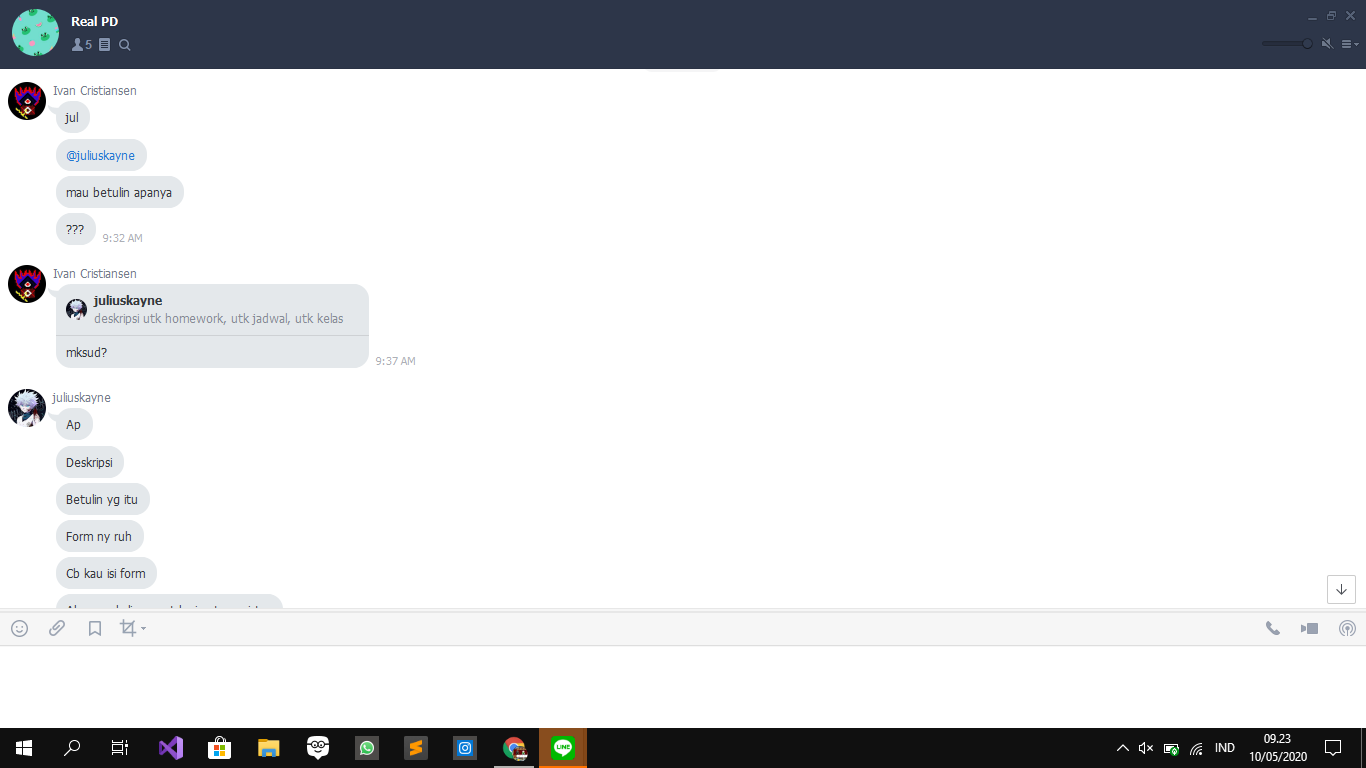 Real PD
5
Ivan Cristiansen
jul
@juliuskayne
mau betulin apanya
???
9:32 AM
Ivan Cristiansen
juliuskayne
deskripsi utk homework, utk jadwal, utk kelas
mksud?
9:37 AM
juliuskayne
Ap
Deskripsi
Betulin yg itu
Form ny ruh
Cb kau isi form
LINE
IND
09.23
10/05/2020